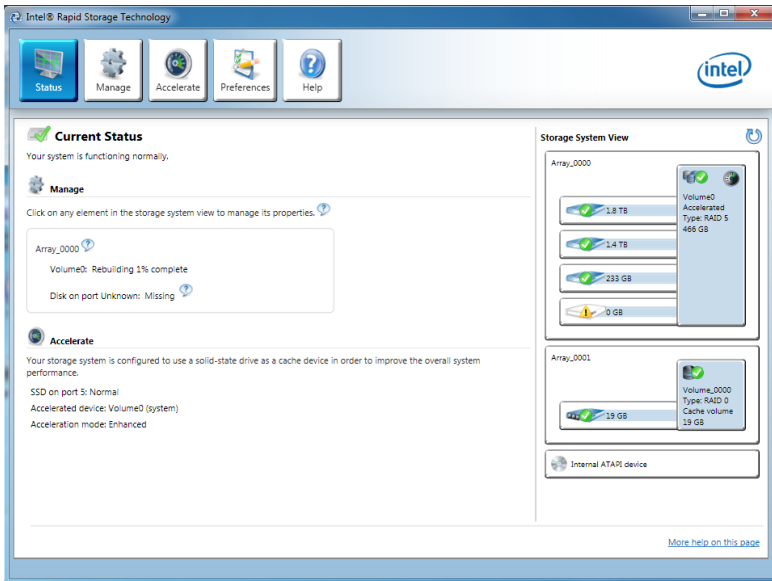 Intel® Rapid Storage Technology
Status
Manage
Accelerate
Preferences
Help
intel
Current Status
Your system is functioning normally.
Manage
Click on any element in the storage system view to manage its properties.
Array_0000
Volume0: Rebuilding 1% complete
Disk on port Unknown: Missing
Accelerate
Your storage system is configured to use a solid-state drive as a cache device in order to improve the overall system
performance.
SSD on port 5: Normal
Accelerated device: Volume0 (system)
Acceleration mode: Enhanced
Storage System View
Array_0000
1.8 TB
1.4 TB
233 GB
0 GB
Volume0
Accelerated
Type: RAID 5
466 GB
Array_0001
19 GB
Volume_0000
Type: RAID 0
Cache volume
19 GB
Internal ATAPI device
More help on this page